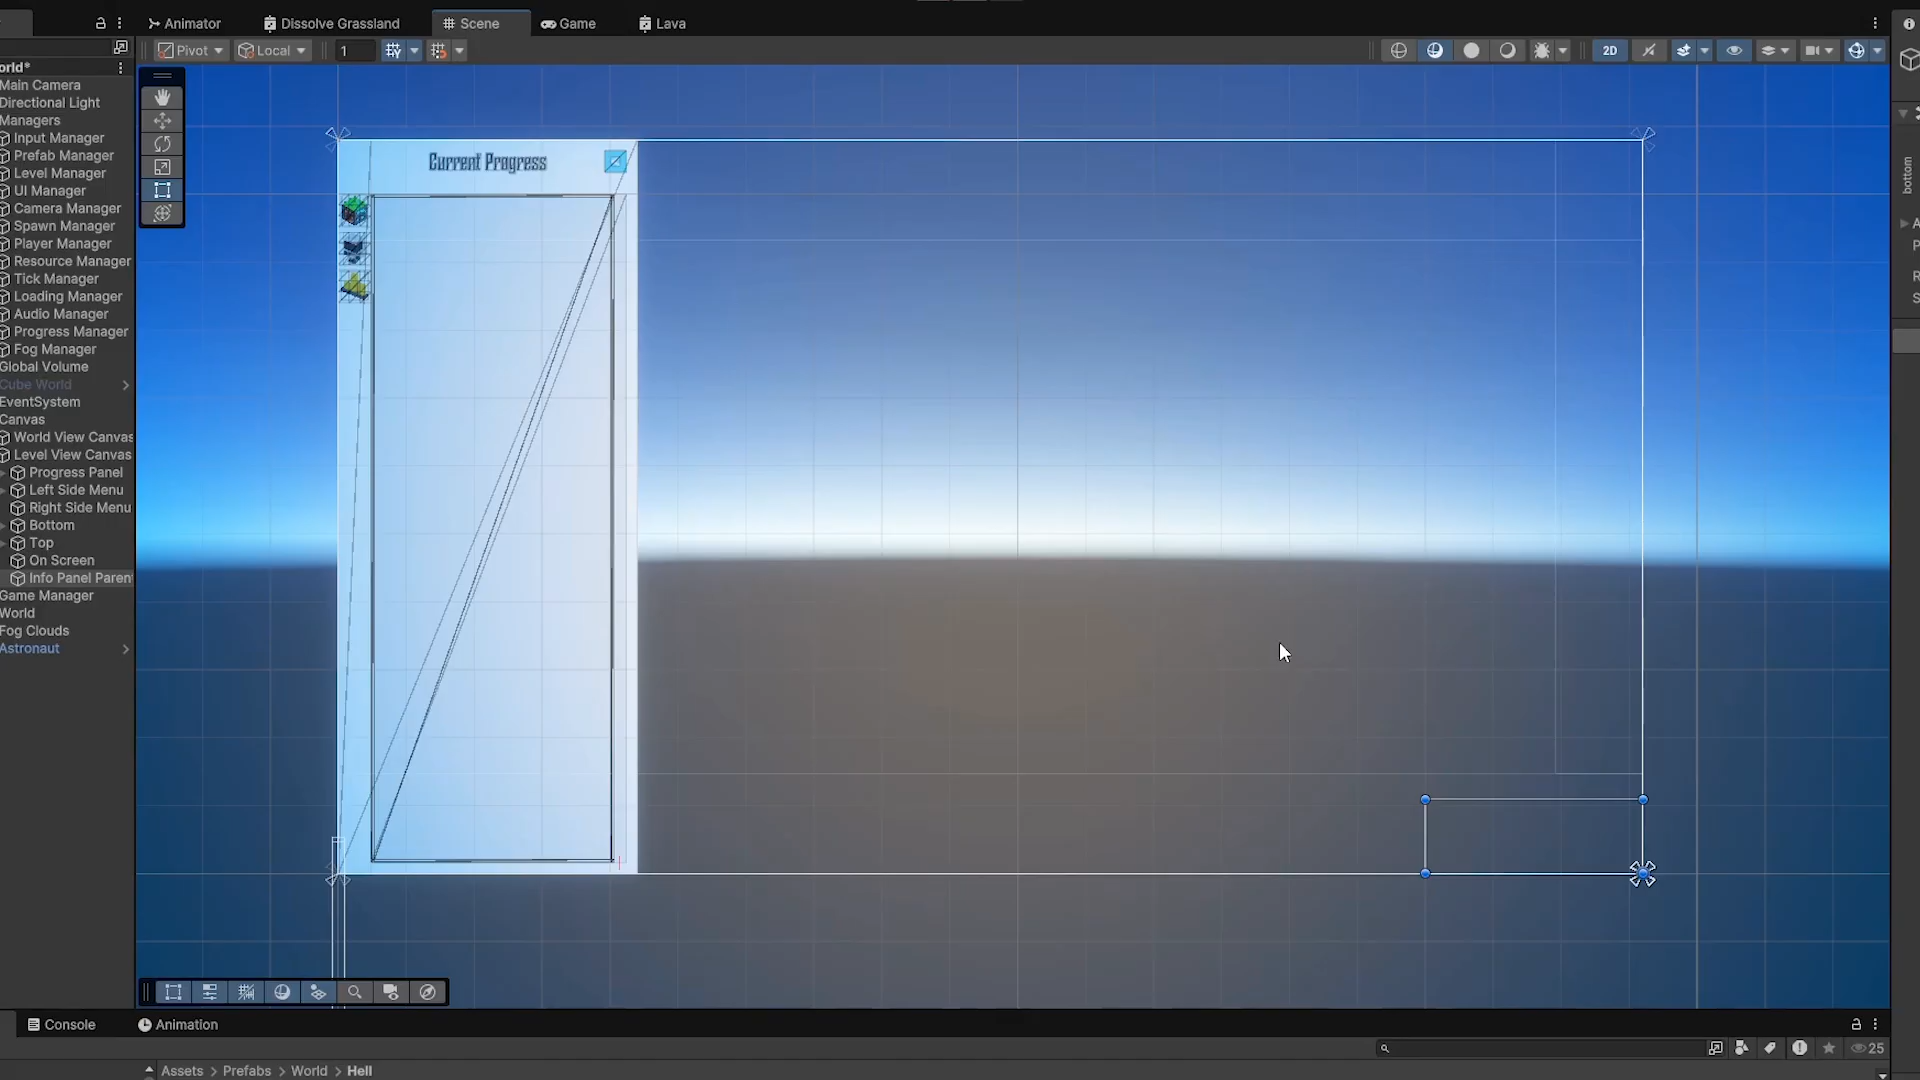 Animator
Dissolve Grassland
Scene
Game
Lava
Pivot
Local
1
2D
orld*
Main Camera
Directional Light
Managers
Input Manager
Prefab Manager
Level Manager
UI Manager
Camera Manager
Spawn Manager
Player Manager
Resource Manager
Tick Manager
Loading Manager
Audio Manager
Progress Manager
Fog Manager
Global Volume
Cube World
EventSystem
Canvas
World View Canvas
Level View Canvas
Progress Panel
Left Side Menu
Right Side Menu
Bottom
Top
On Screen
Info Panel Paren
Game Manager
World
Fog Clouds
Astronaut
Current Progress
bottom
A
P
R
S
Console
Animation
25
Assets > Prefabs > World > Hell